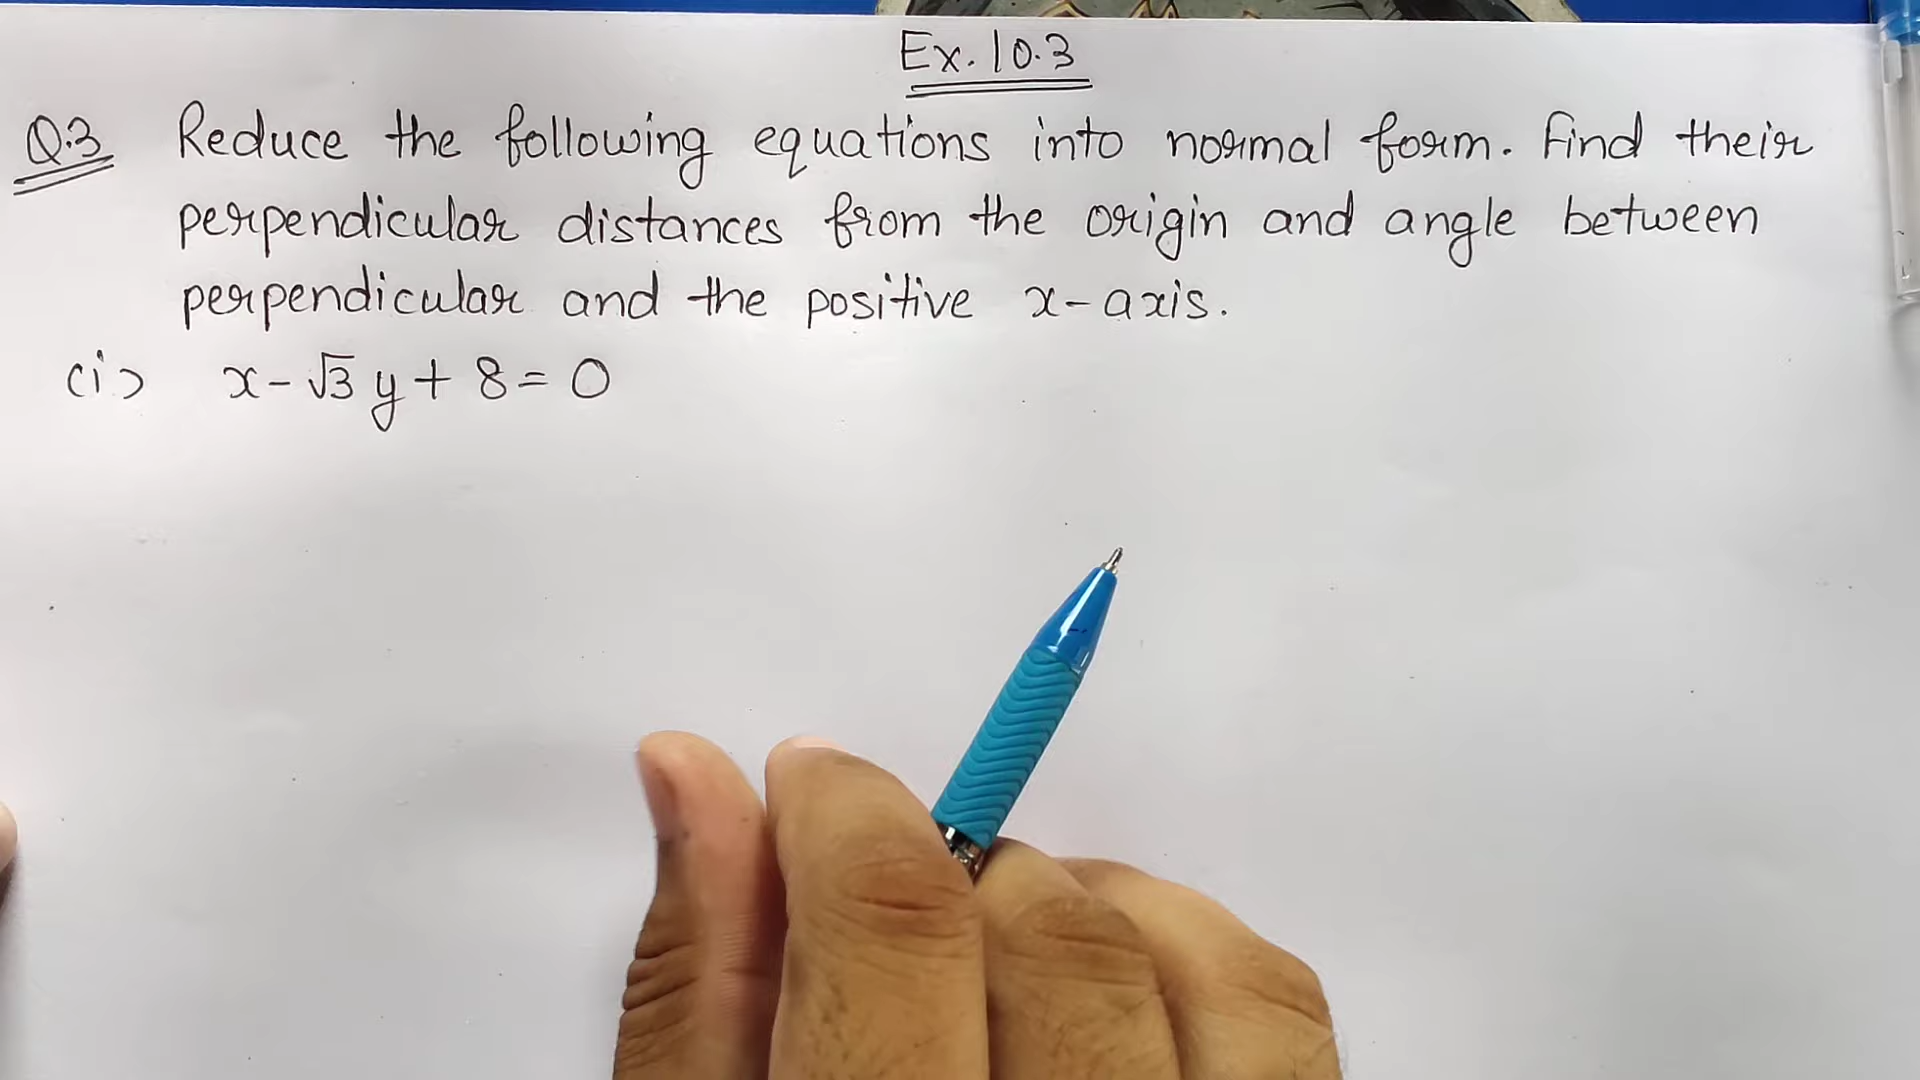 Ex. 10.3
Q.3 Reduce the following equations into normal form. Find their
perpendicular distances from the origin and angle between
perpendicular and the positive x-axis.
(i) x - √3 y + 8 = 0